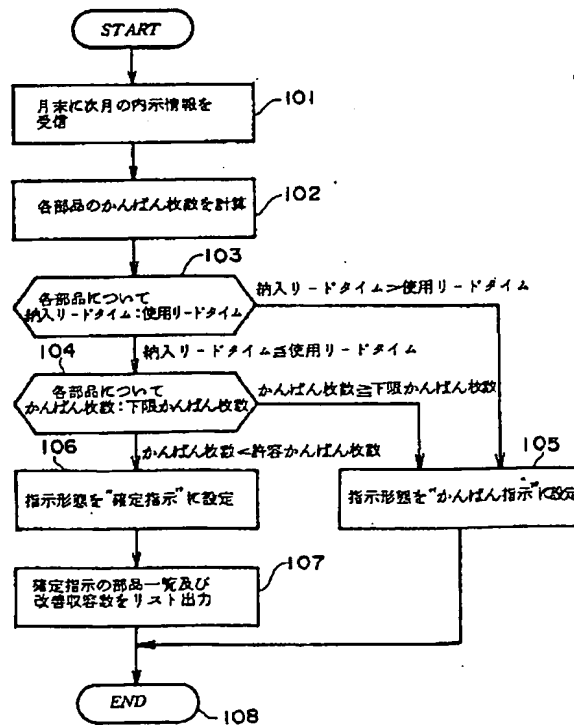 START
月末に次月の内示情報を
受信
101
各部品のかんばん枚数を計算
102
103
各部品について
納入リードタイム:使用リードタイム
納入リードタイム>使用リードタイム
104
納入リードタイム≦使用リードタイム
各部品について
かんばん枚数:下限かんばん枚数
かんばん枚数≧下限かんばん枚数
106
かんばん枚数<許容かんばん枚数
105
指示形態を"確定指示"に設定
指示形態を"かんばん指示"に設定
107
確定指示の部品一覧及び
改善収容数をリスト出力
END
108